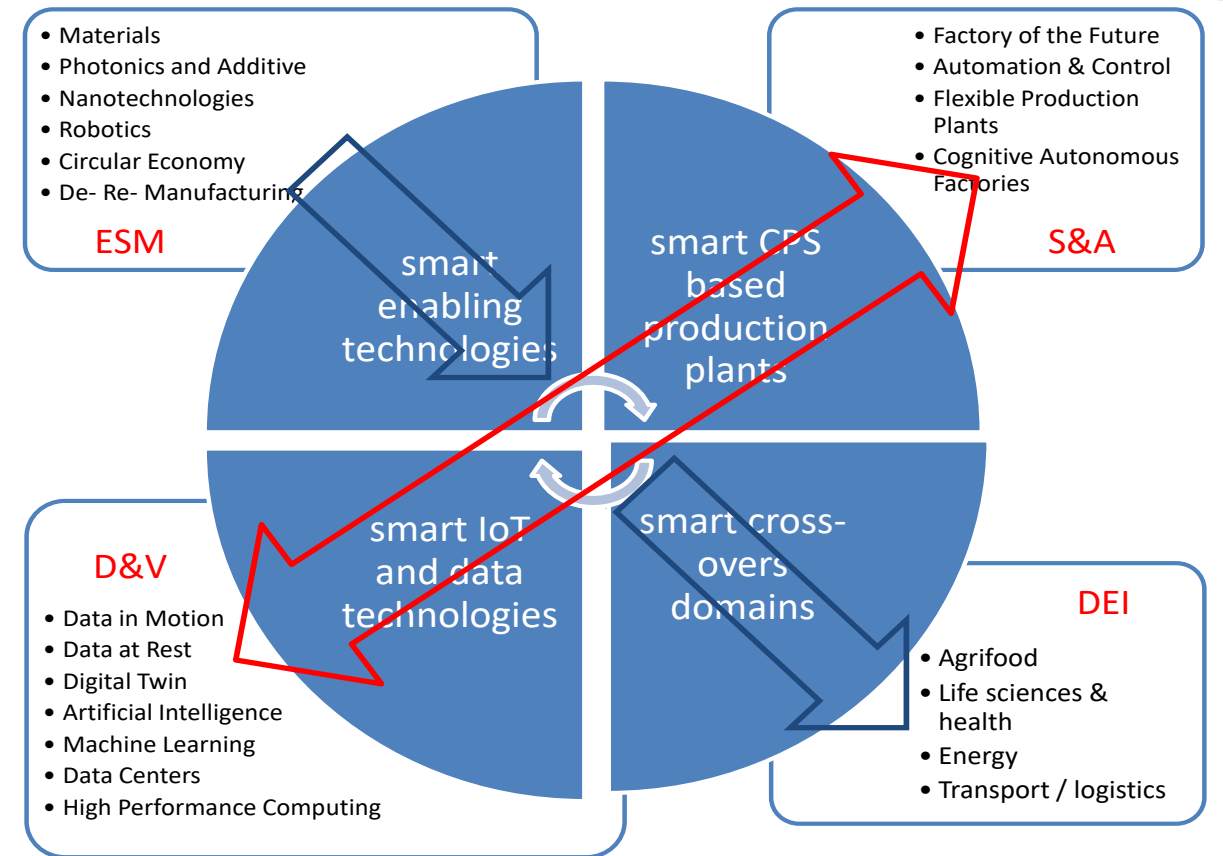 • Materials
• Photonics and Additive
• Nanotechnologies
• Robotics
• Circular Economy
• De- Re- Manufacturing
ESM
• Factory of the Future
• Automation & Control
• Flexible Production
Plants
• Cognitive Autonomous
Factories
S&A
smart
enabling
technologies
smart CPS
based
production
plants
smart IoT
and data
technologies
smart cross-
overs
domains
D&V
• Data in Motion
• Data at Rest
• Digital Twin
• Artificial Intelligence
• Machine Learning
• Data Centers
• High Performance Computing
DEI
• Agrifood
• Life sciences &
health
• Energy
• Transport / logistics